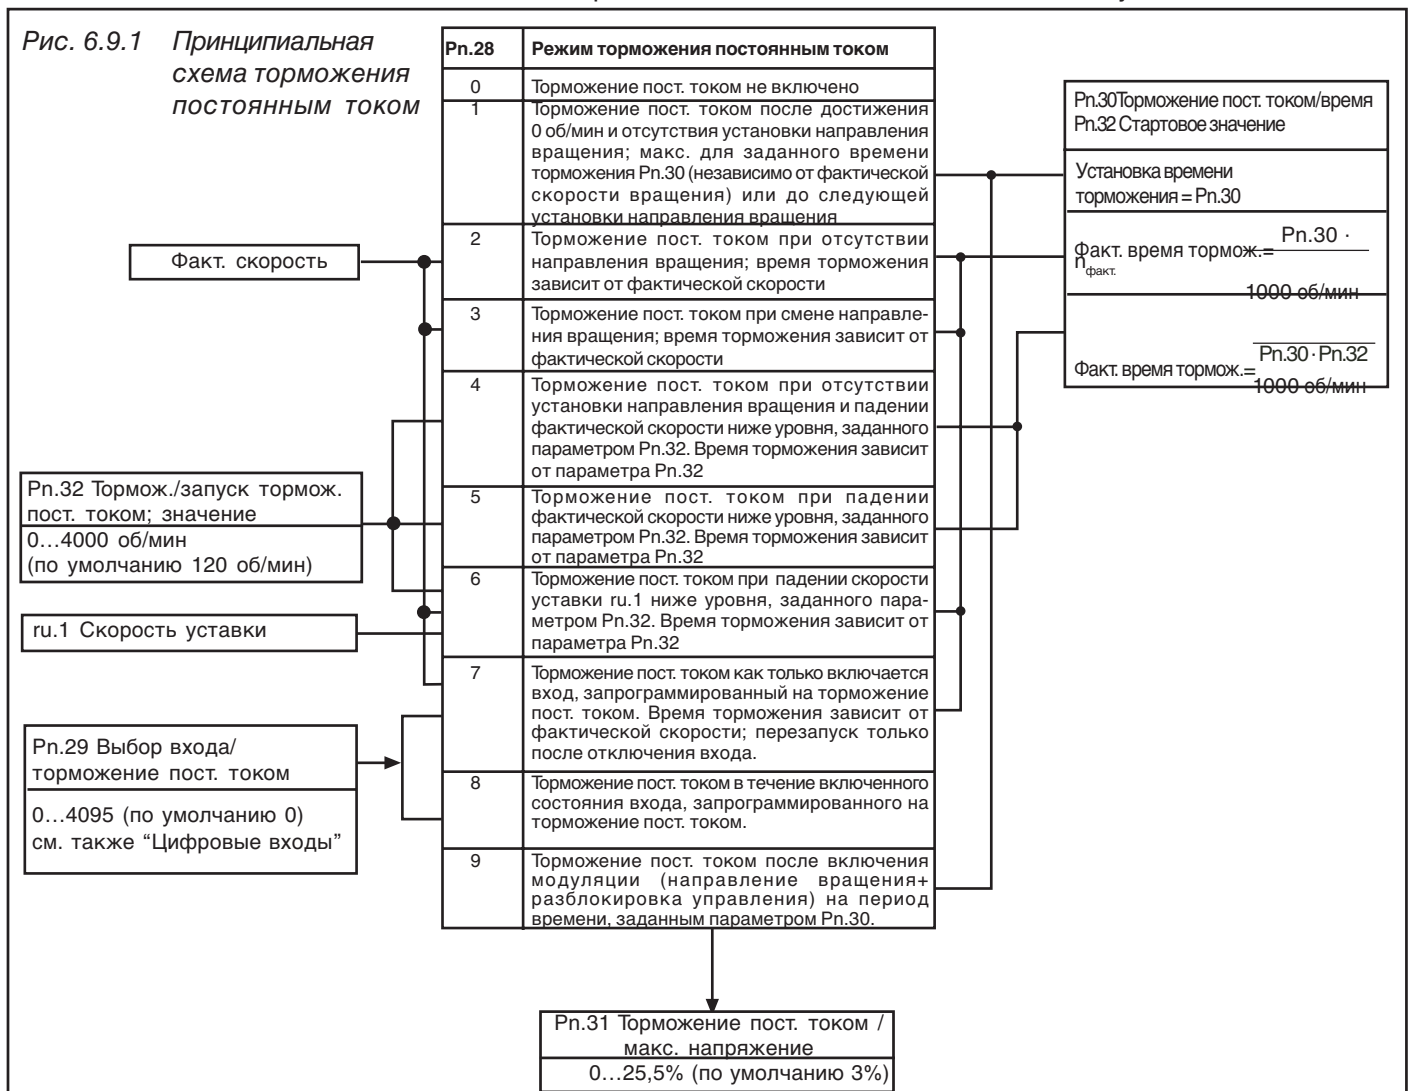 Рис. 6.9.1 Принципиальная
схема торможения
постоянным током
Pn.28 Режим торможения постоянным током
0 Торможение пост. током не включено
1 Торможение пост. током после достижения
0 об/мин и отсутствия установки направления
вращения; макс. для заданного времени
торможения Pn.30 (независимо от фактической
скорости вращения) или до следующей
установки направления вращения
2 Торможение пост. током при отсутствии
направления вращения; время торможения
зависит от фактической скорости
3 Торможение пост. током при смене направле-
ния вращения; время торможения зависит от
фактической скорости
4 Торможение пост. током при отсутствии
установки направления вращения и падении
фактической скорости ниже уровня, заданного
параметром Pn.32. Время торможения зависит
от параметра Pn.32
5 Торможение пост. током при падении
фактической скорости ниже уровня, заданного
параметром Pn.32. Время торможения зависит
от параметра Pn.32
6 Торможение пост. током при падении скорости
уставки ru.1 ниже уровня, заданного пара-
метром Pn.32. Время торможения зависит от
параметра Pn.32
7 Торможение пост. током как только включается
вход, запрограммированный на торможение
пост. током. Время торможения зависит от
фактической скорости; перезапуск только
после отключения входа.
8 Торможение пост. током в течение включенного
состояния входа, запрограммированного на
торможение пост. током.
9 Торможение пост. током после включения
модуляции (направление вращения+
разблокировка управления) на период
времени, заданным параметром Pn.30.
Факт. скорость
Pn.32 Тормож./запуск тормож.
пост. током; значение
0…4000 об/мин
(по умолчанию 120 об/мин)
ru.1 Скорость уставки
Pn.29 Выбор входа/
торможение пост. током
0…4095 (по умолчанию 0)
см. также “Цифровые входы”
Pn.30Торможение пост. током/время
Pn.32 Стартовое значение
Установка времени
торможения = Pn.30
Факт. время тормож.= Pn.30 ·
nфакт.
1000 об/мин
Факт. время тормож.= Pn.30 · Pn.32
1000 об/мин
Pn.31 Торможение пост. током /
макс. напряжение
0…25,5% (по умолчанию 3%)